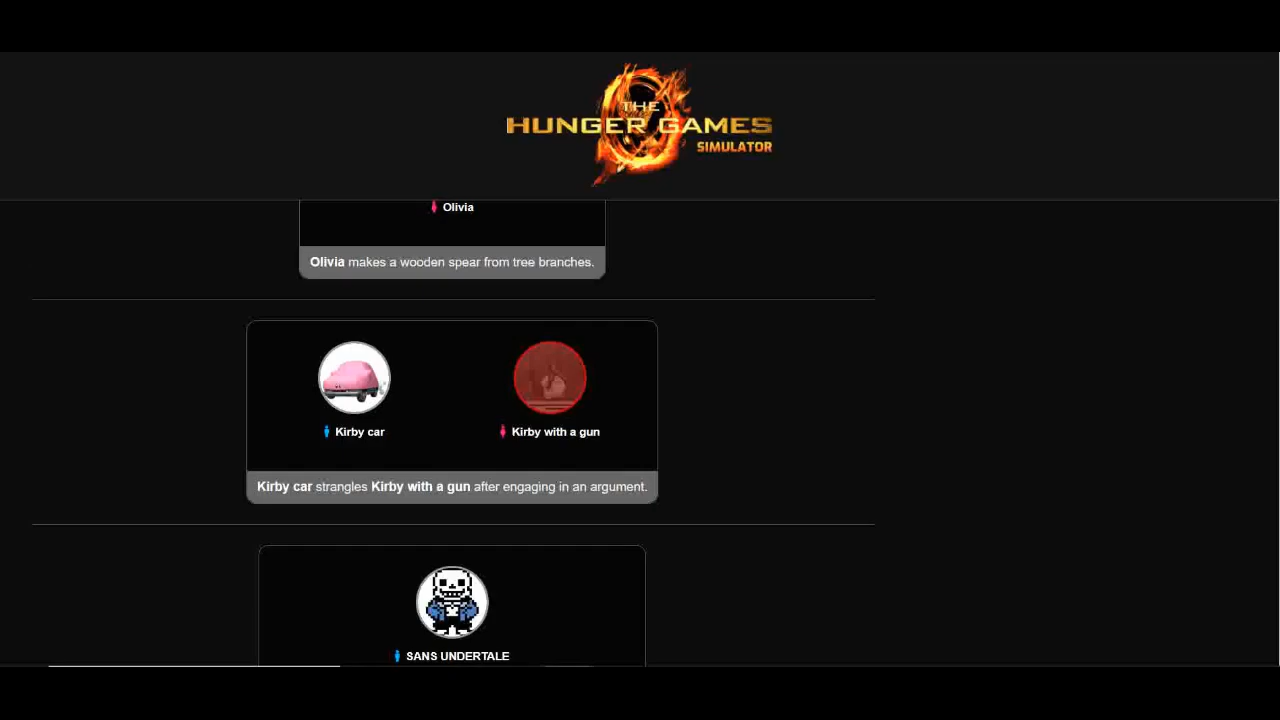 THE
HUNGER GAMES
SIMULATOR
Olivia
Olivia makes a wooden spear from tree branches.
Kirby car
Kirby with a gun
Kirby car strangles Kirby with a gun after engaging in an argument.
SANS UNDERTALE